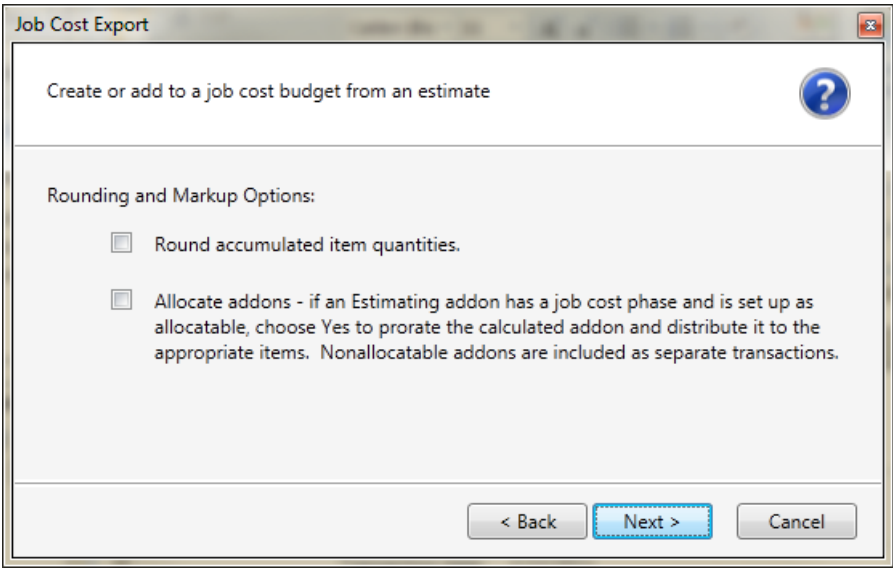 Job Cost Export
Create or add to a job cost budget from an estimate
?
Rounding and Markup Options:
Round accumulated item quantities.
Allocate addons - if an Estimating addon has a job cost phase and is set up as
allocatable, choose Yes to prorate the calculated addon and distribute it to the
appropriate items.  Nonallocatable addons are included as separate transactions.
< Back
Next >
Cancel